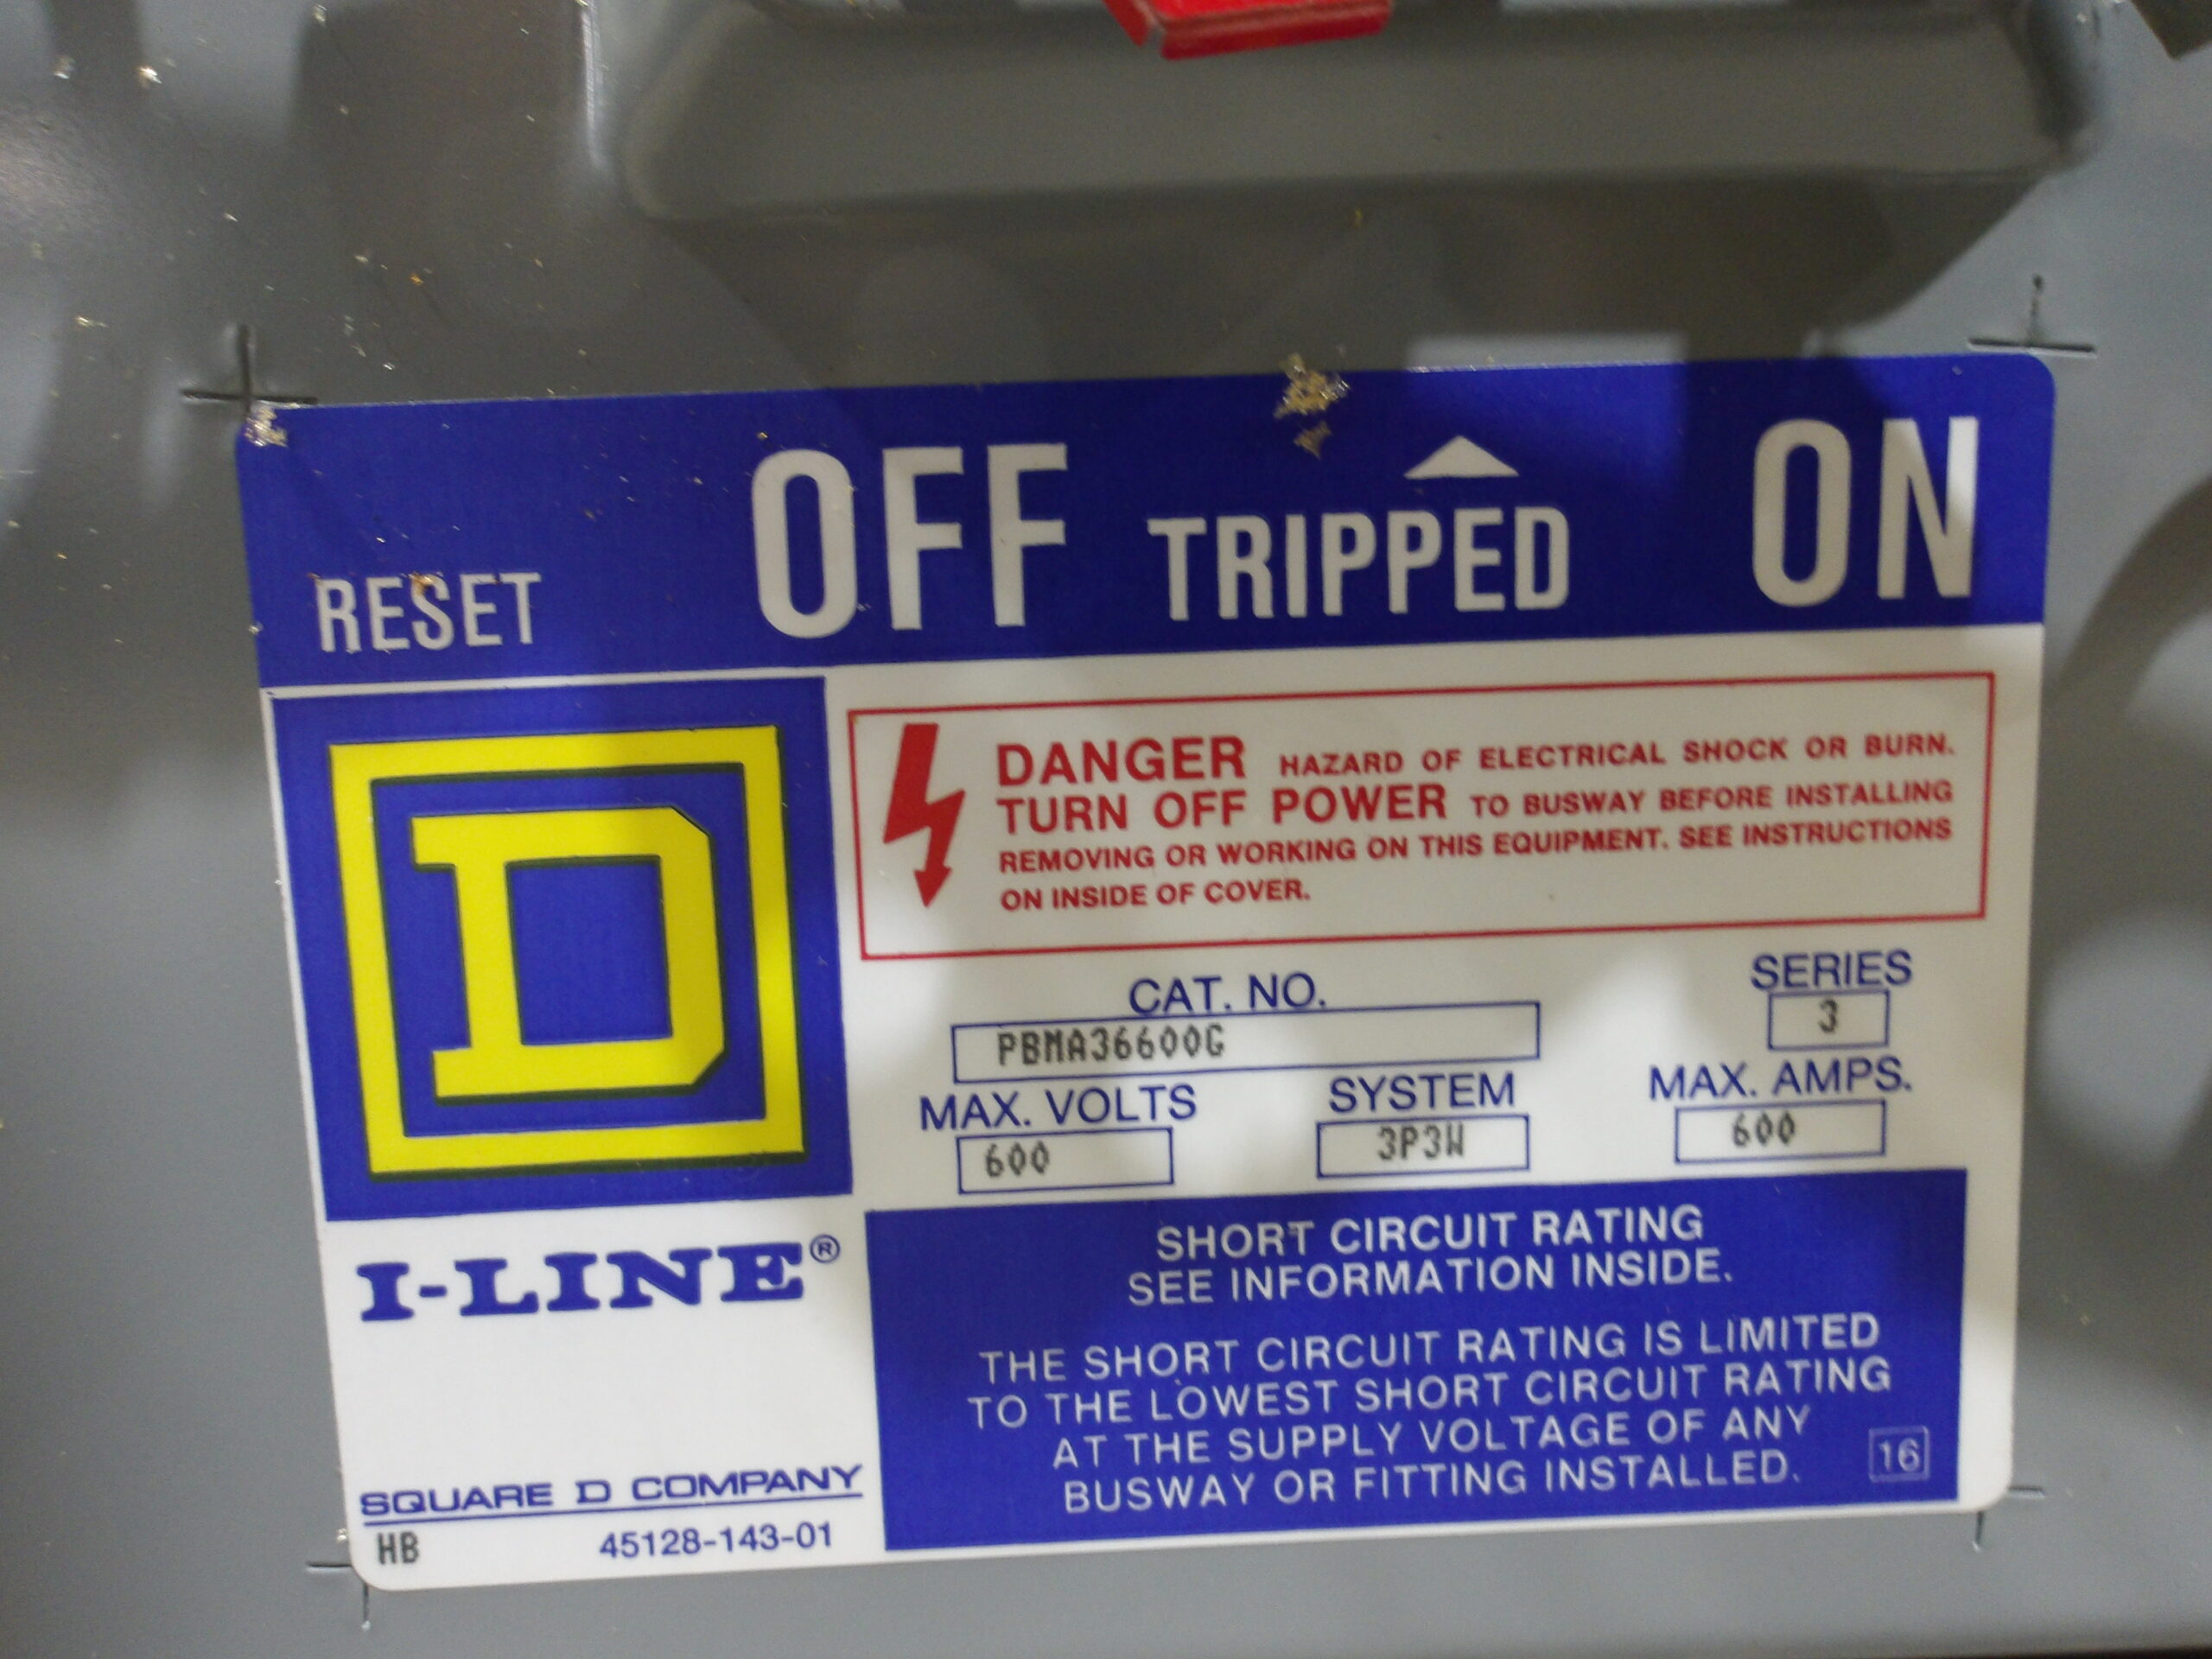 RESET OFF TRIPPED ON
D
DANGER HAZARD OF ELECTRICAL SHOCK OR BURN.
TURN OFF POWER TO BUSWAY BEFORE INSTALLING
REMOVING OR WORKING ON THIS EQUIPMENT. SEE INSTRUCTIONS
ON INSIDE OF COVER.
CAT. NO. SERIES
PBMA36600G 3
MAX. VOLTS SYSTEM MAX. AMPS.
600 3P3W 600
I-LINE®
SHORT CIRCUIT RATING
SEE INFORMATION INSIDE.
THE SHORT CIRCUIT RATING IS LIMITED
TO THE LOWEST SHORT CIRCUIT RATING
AT THE SUPPLY VOLTAGE OF ANY
BUSWAY OR FITTING INSTALLED.
16
SQUARE D COMPANY
HB 45128-143-01